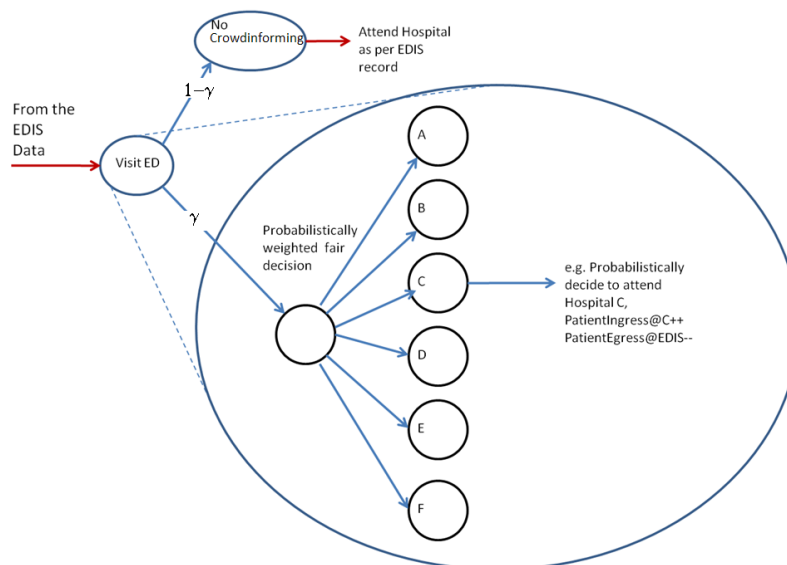 No
Crowdinforming
Attend Hospital
as per EDIS
record
1−γ
From the
EDIS
Data
Visit ED
γ
Probabilistically
weighted fair
decision
A
B
C
D
E
F
e.g. Probabilistically
decide to attend
Hospital C,
PatientIngress@C++
PatientEgress@EDIS--